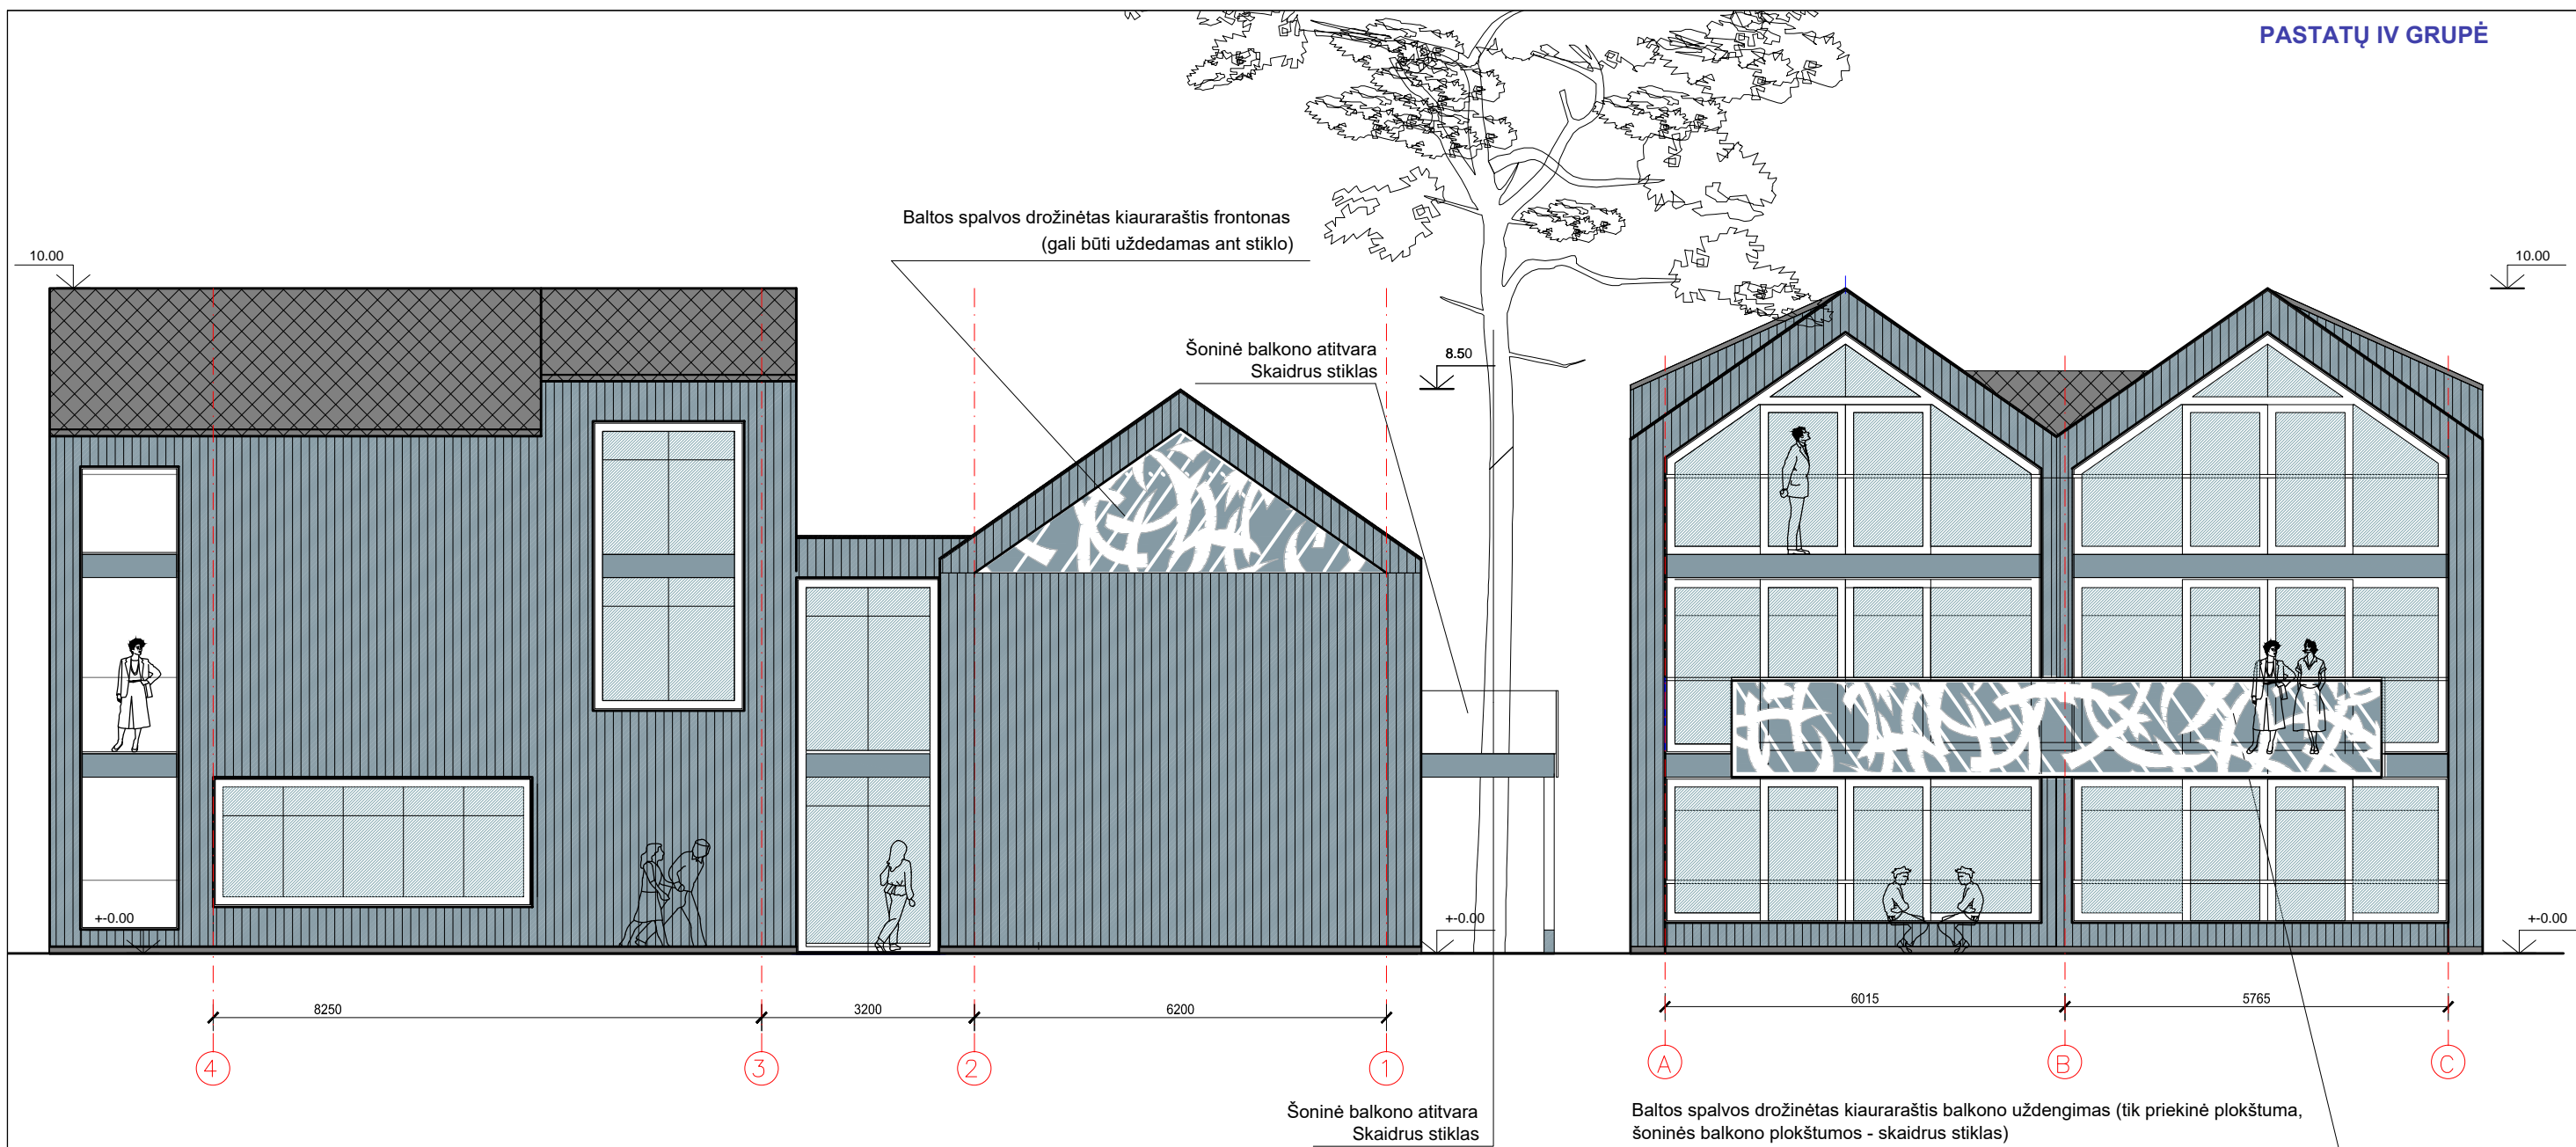 PASTATŲ IV GRUPĖ
Baltos spalvos drožinėtas kiauraraštis frontonas
(gali būti uždedamas ant stiklo)
10.00
10.00
Šoninė balkono atitvara
Skaidrus stiklas
8.50
+-0.00
+-0.00
+-0.00
8250
3200
6200
6015
5765
4
3
2
1
A
B
C
Šoninė balkono atitvara
Skaidrus stiklas
Baltos spalvos drožinėtas kiauraraštis balkono uždengimas (tik priekinė plokštuma,
šoninės balkono plokštumos - skaidrus stiklas)